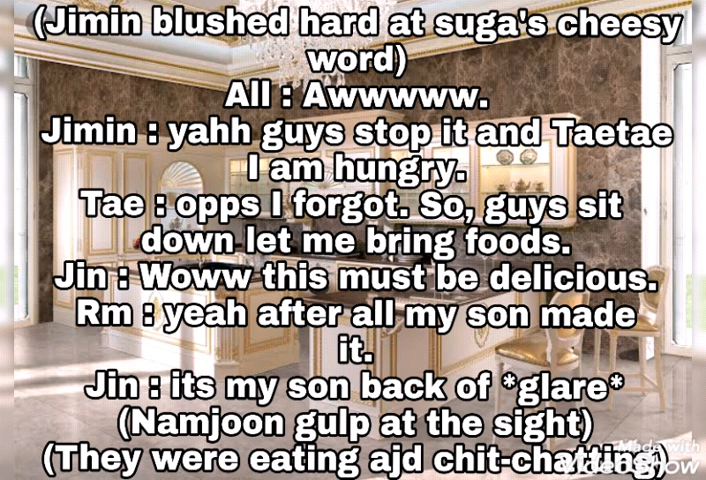 (Jimin blushed hard at suga's cheesy
word)
All : Awwwww.
Jimin : yahh guys stop it and Taetae
I am hungry.
Tae : opps I forgot. So, guys sit
down let me bring foods.
Jin : Woww this must be delicious.
Rm : yeah after all my son made
it.
Jin : its my son back of *glare*
(Namjoon gulp at the sight)
(They were eating ajd chit-chatting)
Made with
VideoShow